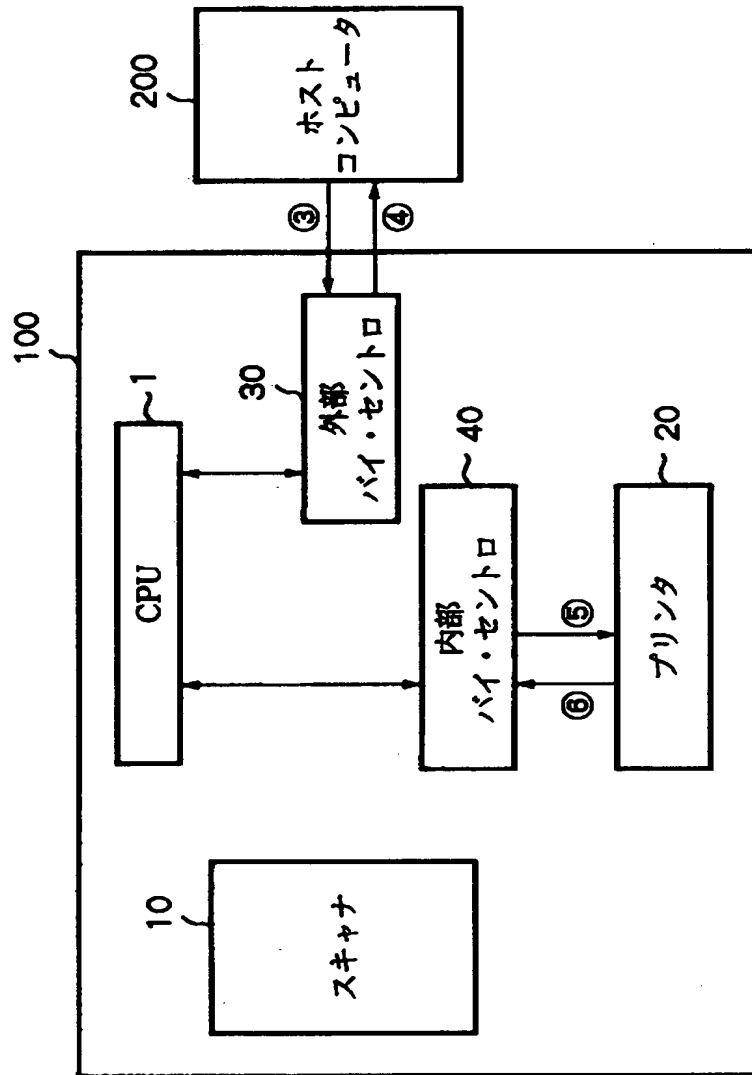 100
10
スキャナ
1
CPU
30
外部
バイ・セントロ
③
④
200
ホスト
コンピュータ
40
内部
バイ・セントロ
⑥
⑤
20
プリンタ